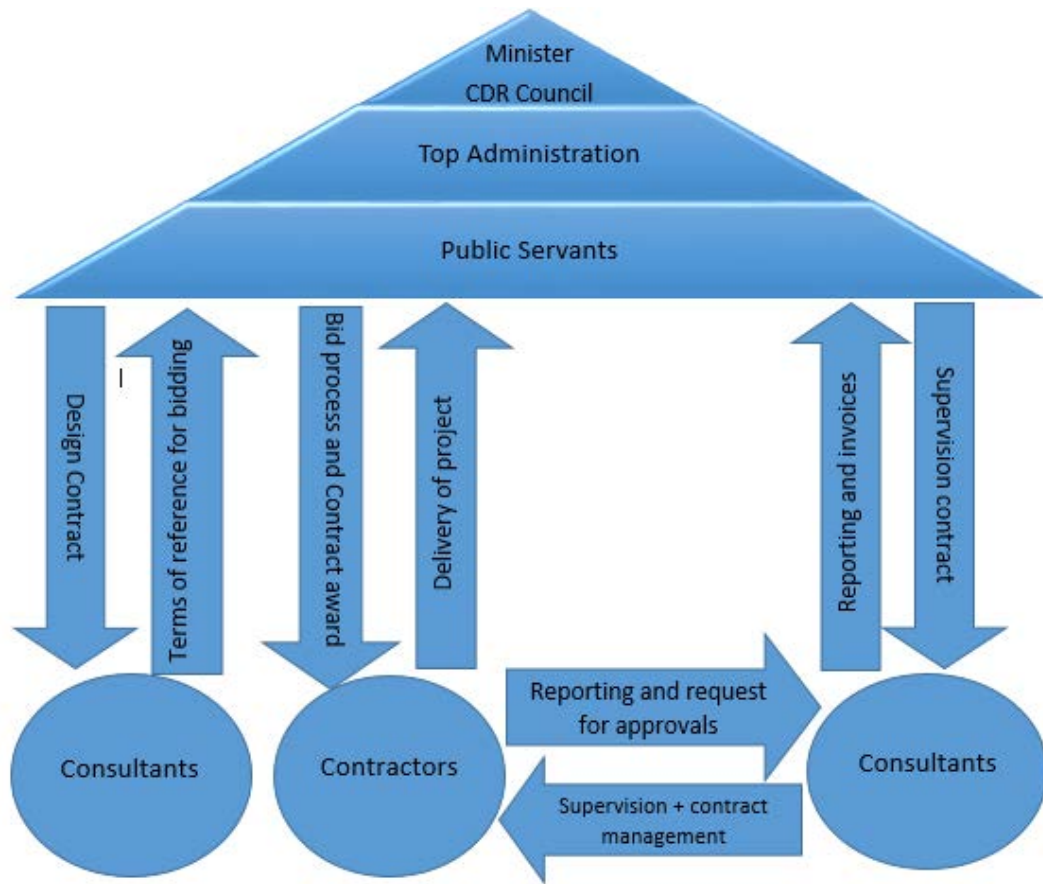 Minister
CDR Council
Top Administration
Public Servants
Design Contract
Terms of reference for bidding
Bid process and Contract award
Delivery of project
Reporting and invoices
Supervision contract
Consultants
Contractors
Reporting and request
for approvals
Supervision + contract
management
Consultants